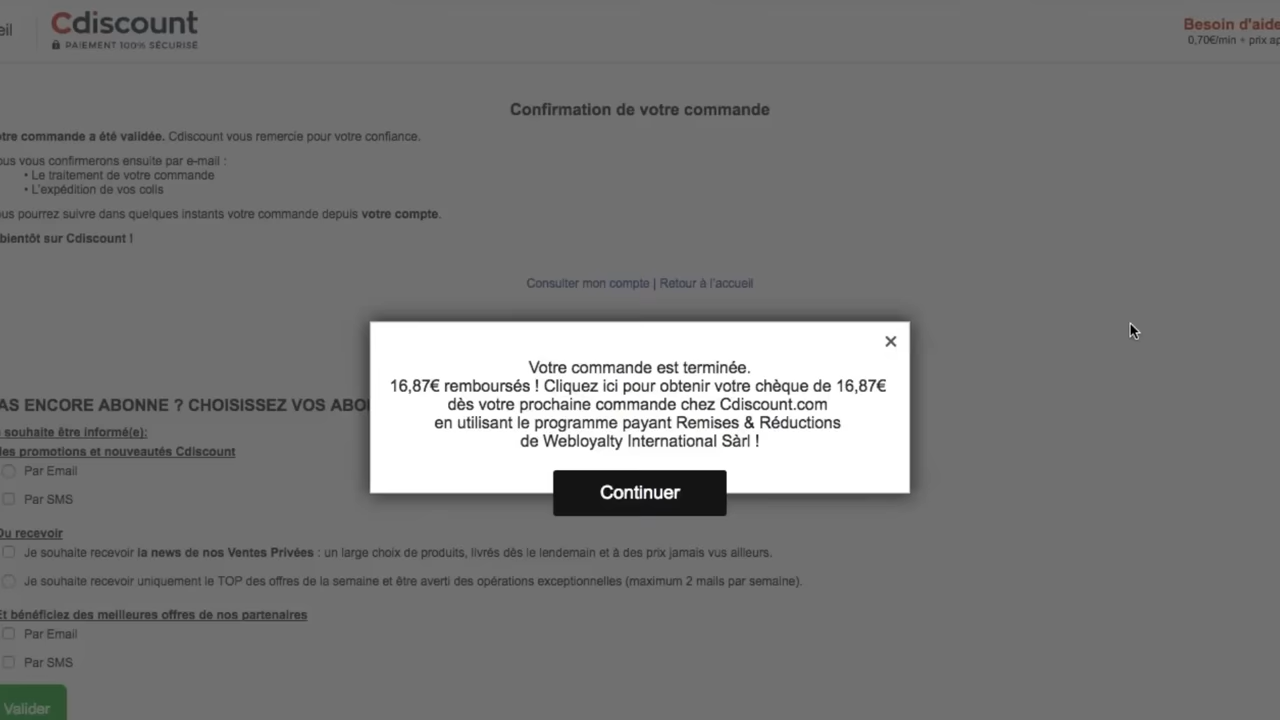 eil
Cdiscount
PAIEMENT 100% SÉCURISÉ
Besoin d'aide
0,70€/min + prix ap
Confirmation de votre commande
otre commande a été validée. Cdiscount vous remercie pour votre confiance.
ous vous confirmerons ensuite par e-mail :
• Le traitement de votre commande
• L'expédition de vos colis
ous pourrez suivre dans quelques instants votre commande depuis votre compte.
bientôt sur Cdiscount !
Consulter mon compte | Retour à l'accueil
×
Votre commande est terminée.
16,87€ remboursés ! Cliquez ici pour obtenir votre chèque de 16,87€
dès votre prochaine commande chez Cdiscount.com
en utilisant le programme payant Remises & Réductions
de Webloyalty International Sàrl !
Continuer
AS ENCORE ABONNE ? CHOISISSEZ VOS ABO
souhaite être informé(e):
des promotions et nouveautés Cdiscount
Par Email
Par SMS
Ou recevoir
Je souhaite recevoir la news de nos Ventes Privées : un large choix de produits, livrés dès le lendemain et à des prix jamais vus ailleurs.
Je souhaite recevoir uniquement le TOP des offres de la semaine et être averti des opérations exceptionnelles (maximum 2 mails par semaine).
Et bénéficiez des meilleures offres de nos partenaires
Par Email
Par SMS
Valider